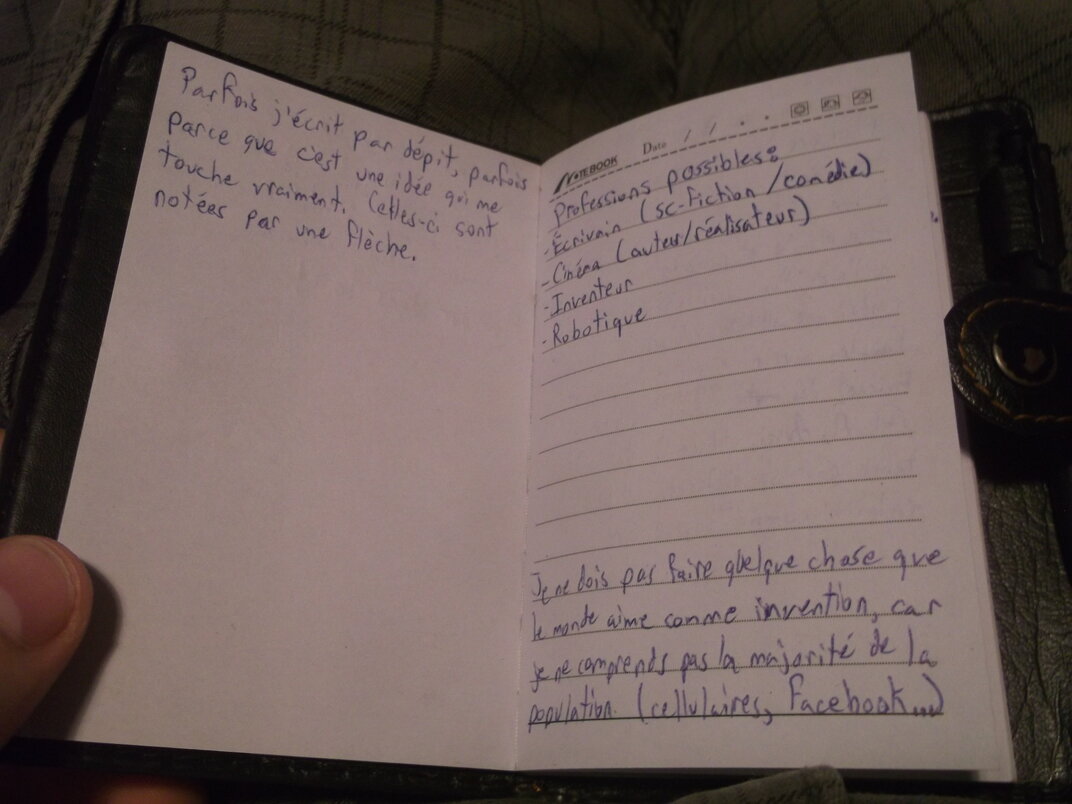 Parfois j'écrit par dépit, parfois
parce que c'est une idée qui me
touche vraiment. Celles-ci sont
notées par une flèche.
NOTEBOOK
Date / / . .
Professions possibles:
-Écrivain (sc-fiction/comédie)
-Cinéma (auteur/réalisateur)
-Inventeur
-Robotique
Je ne dois pas faire quelque chose que
le monde aime comme invention, car
je ne comprends pas la majorité de la
population. (cellulaires, Facebook...)